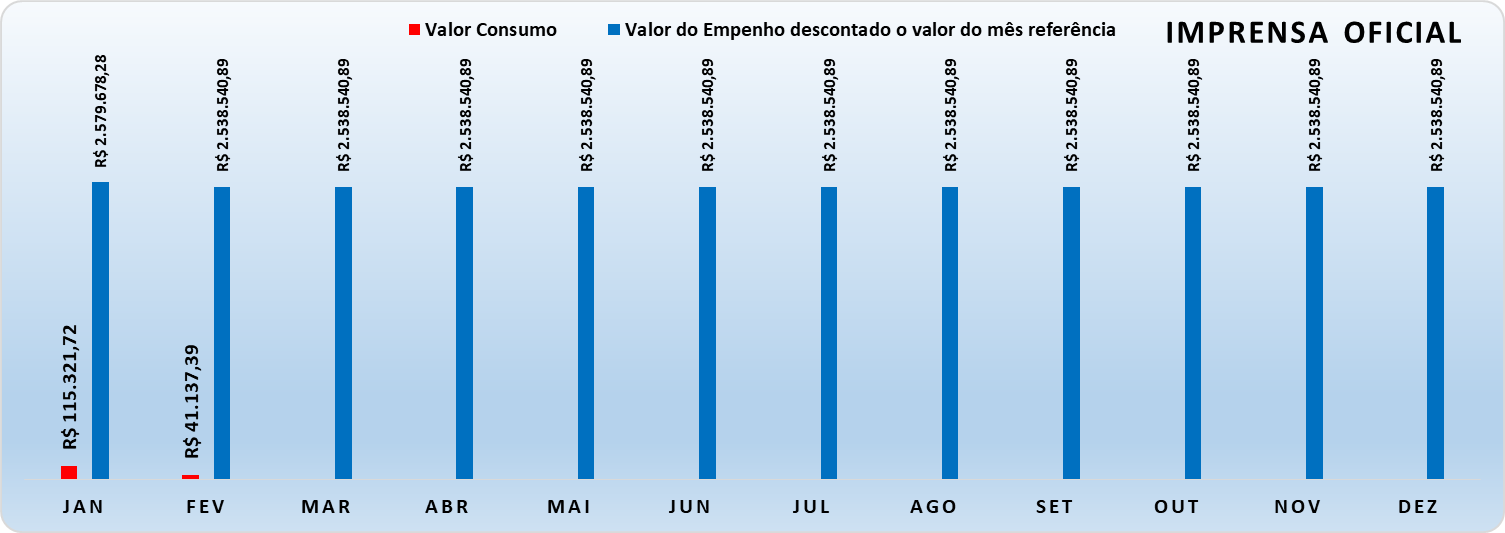 Valor Consumo
Valor do Empenho descontado o valor do mês referência
IMPRENSA OFICIAL
R$ 115.321,72
R$ 2.579.678,28
R$ 41.137,39
R$ 2.538.540,89
R$ 2.538.540,89
R$ 2.538.540,89
R$ 2.538.540,89
R$ 2.538.540,89
R$ 2.538.540,89
R$ 2.538.540,89
R$ 2.538.540,89
R$ 2.538.540,89
R$ 2.538.540,89
R$ 2.538.540,89
JAN FEV MAR ABR MAI JUN JUL AGO SET OUT NOV DEZ